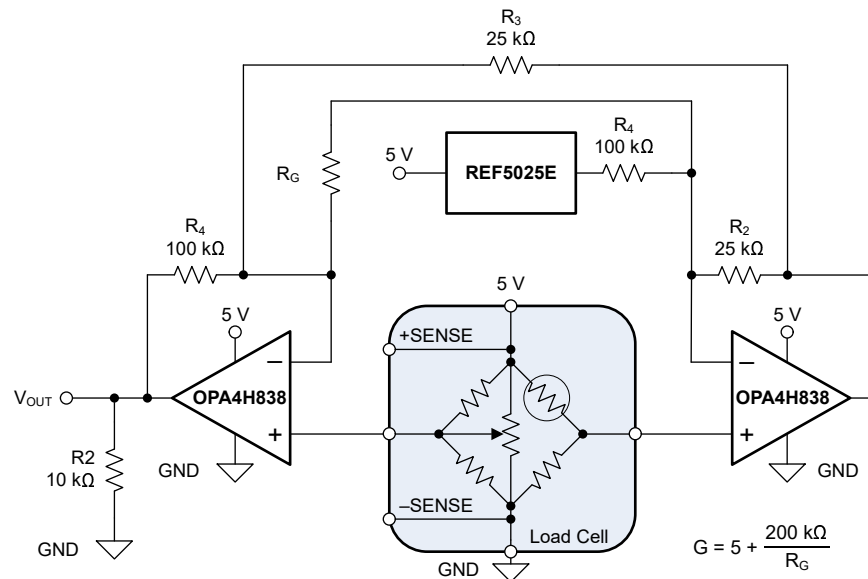 R3
25 kΩ
R4
100 kΩ
5 V
REF5025E
RG
R4
100 kΩ
R2
25 kΩ
5 V
5 V
5 V
+SENSE
–
OPA4H838
+
–
OPA4H838
+
VOUT
R2
10 kΩ
GND
GND
GND
–SENSE
Load Cell
GND
G = 5 + 200 kΩ / RG